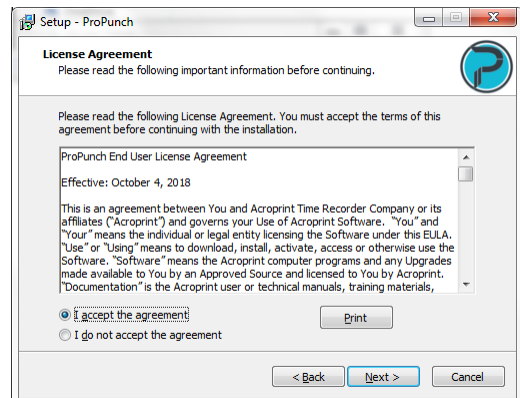 Setup - ProPunch
License Agreement
Please read the following important information before continuing.
Please read the following License Agreement. You must accept the terms of this
agreement before continuing with the installation.
ProPunch End User License Agreement
Effective: October 4, 2018
This is an agreement between You and Acroprint Time Recorder Company or its
affiliates (“Acroprint”) and governs your Use of Acroprint Software.  “You” and
“Your” means the individual or legal entity licensing the Software under this EULA.
“Use” or “Using” means to download, install, activate, access or otherwise use the
Software. “Software” means the Acroprint computer programs and any Upgrades
made available to You by an Approved Source and licensed to You by Acroprint.
“Documentation” is the Acroprint user or technical manuals, training materials,
I accept the agreement
Print
I do not accept the agreement
< Back
Next >
Cancel